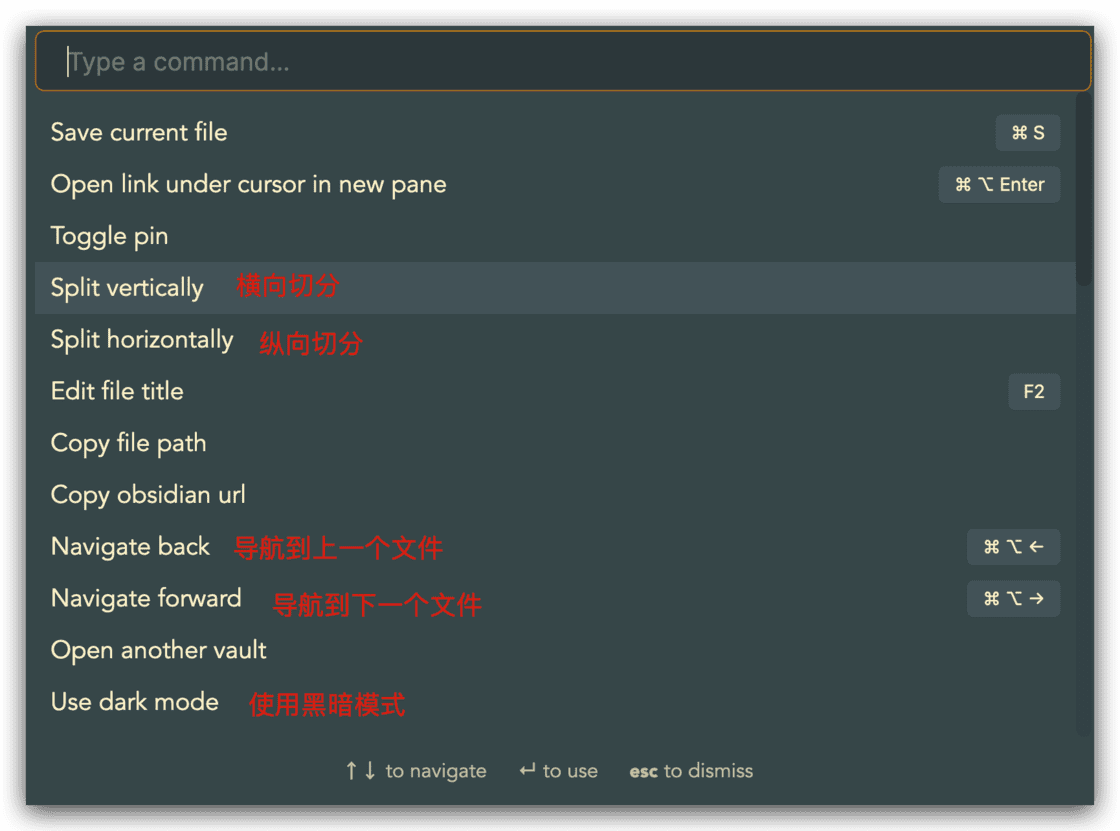 Type a command...
Save current file ⌘ S
Open link under cursor in new pane ⌘ ⌥ Enter
Toggle pin
Split vertically 横向切分
Split horizontally 纵向切分
Edit file title F2
Copy file path
Copy obsidian url
Navigate back 导航到上一个文件 ⌘ ⌥ ←
Navigate forward 导航到下一个文件 ⌘ ⌥ →
Open another vault
Use dark mode 使用黑暗模式
↑↓ to navigate ↵ to use esc to dismiss